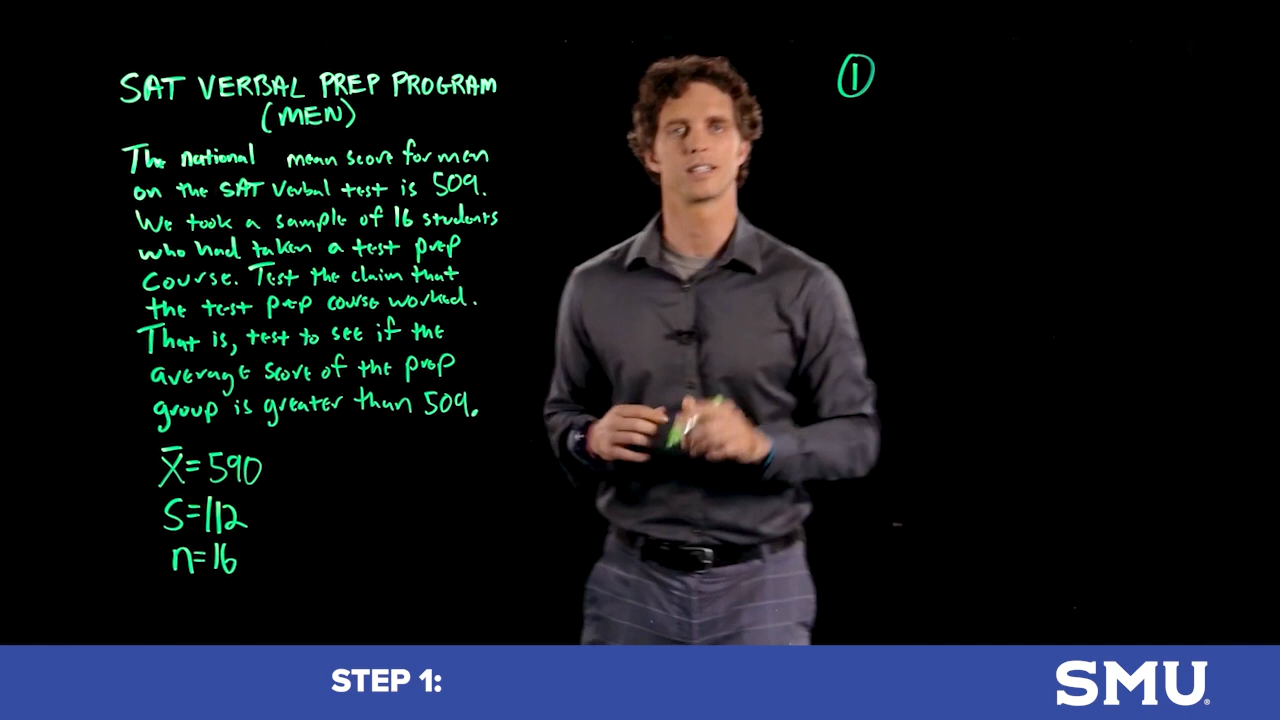 SAT VERBAL PREP PROGRAM
(MEN)
The national mean score for men
on the SAT Verbal test is 509.
We took a sample of 16 students
who had taken a test prep
course. Test the claim that
the test prep course worked.
That is, test to see if the
average score of the prep
group is greater than 509.
x̄=590
S=112
n=16
①
STEP 1:
SMU®